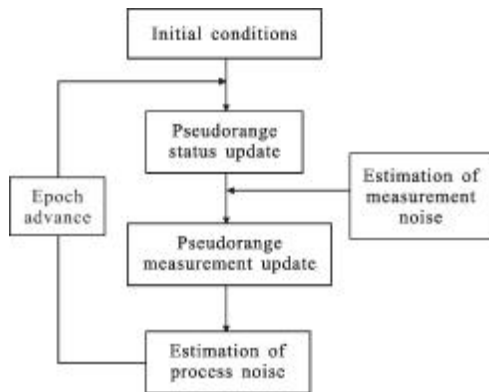 Initial conditions
Pseudorange
status update
Estimation of
measurement
noise
Epoch
advance
Pseudorange
measurement update
Estimation of
process noise